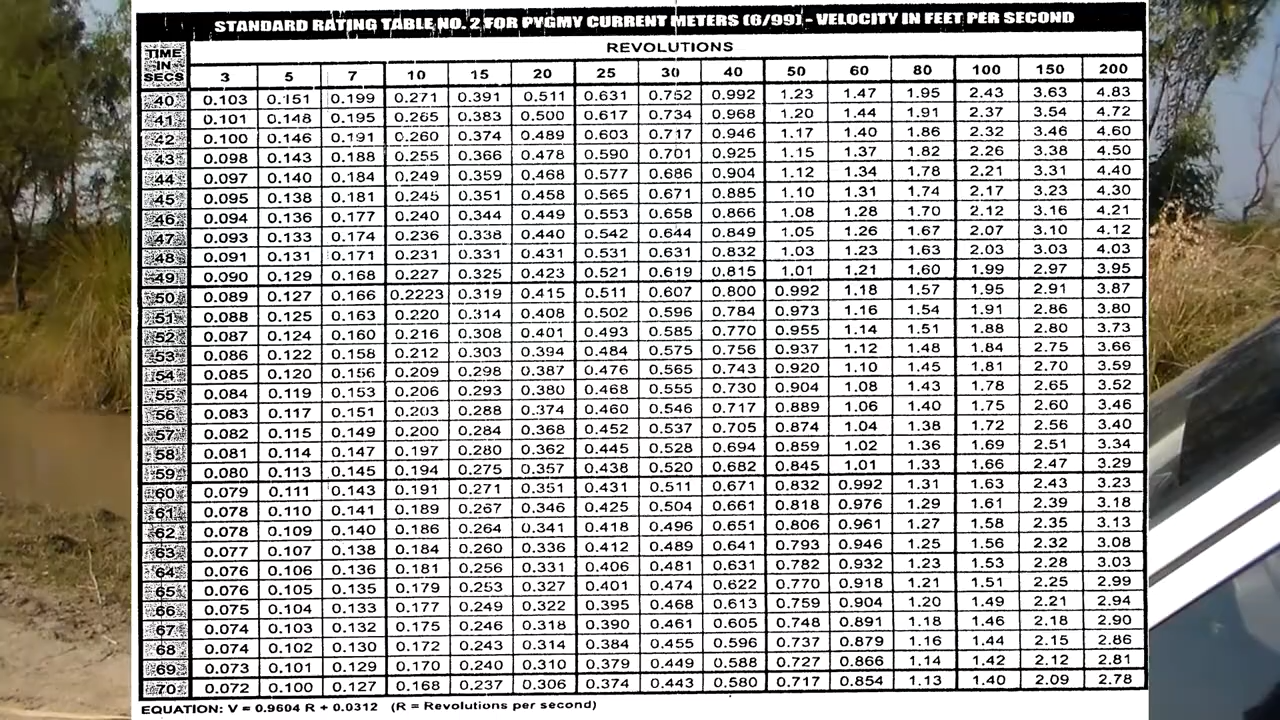 STANDARD RATING TABLE NO. 2 FOR PYGMY CURRENT METERS (6/99) - VELOCITY IN FEET PER SECOND
TIME IN SECS REVOLUTIONS
3 5 7 10 15 20 25 30 40 50 60 80 100 150 200
40 0.103 0.151 0.199 0.271 0.391 0.511 0.631 0.752 0.992 1.23 1.47 1.95 2.43 3.63 4.83
41 0.101 0.148 0.195 0.265 0.383 0.500 0.617 0.734 0.968 1.20 1.44 1.91 2.37 3.54 4.72
42 0.100 0.146 0.191 0.260 0.374 0.489 0.603 0.717 0.946 1.17 1.40 1.86 2.32 3.46 4.60
43 0.098 0.143 0.188 0.255 0.366 0.478 0.590 0.701 0.925 1.15 1.37 1.82 2.26 3.38 4.50
44 0.097 0.140 0.184 0.249 0.359 0.468 0.577 0.686 0.904 1.12 1.34 1.78 2.21 3.31 4.40
45 0.095 0.138 0.181 0.245 0.351 0.458 0.565 0.671 0.885 1.10 1.31 1.74 2.17 3.23 4.30
46 0.094 0.136 0.177 0.240 0.344 0.449 0.553 0.658 0.866 1.08 1.28 1.70 2.12 3.16 4.21
47 0.093 0.133 0.174 0.236 0.338 0.440 0.542 0.644 0.849 1.05 1.26 1.67 2.07 3.10 4.12
48 0.091 0.131 0.171 0.231 0.331 0.431 0.531 0.631 0.832 1.03 1.23 1.63 2.03 3.03 4.03
49 0.090 0.129 0.168 0.227 0.325 0.423 0.521 0.619 0.815 1.01 1.21 1.60 1.99 2.97 3.95
50 0.089 0.127 0.166 0.2223 0.319 0.415 0.511 0.607 0.800 0.992 1.18 1.57 1.95 2.91 3.87
51 0.088 0.125 0.163 0.220 0.314 0.408 0.502 0.596 0.784 0.973 1.16 1.54 1.91 2.86 3.80
52 0.087 0.124 0.160 0.216 0.308 0.401 0.493 0.585 0.770 0.955 1.14 1.51 1.88 2.80 3.73
53 0.086 0.122 0.158 0.212 0.303 0.394 0.484 0.575 0.756 0.937 1.12 1.48 1.84 2.75 3.66
54 0.085 0.120 0.156 0.209 0.298 0.387 0.476 0.565 0.743 0.920 1.10 1.45 1.81 2.70 3.59
55 0.084 0.119 0.153 0.206 0.293 0.380 0.468 0.555 0.730 0.904 1.08 1.43 1.78 2.65 3.52
56 0.083 0.117 0.151 0.203 0.288 0.374 0.460 0.546 0.717 0.889 1.06 1.40 1.75 2.60 3.46
57 0.082 0.115 0.149 0.200 0.284 0.368 0.452 0.537 0.705 0.874 1.04 1.38 1.72 2.56 3.40
58 0.081 0.114 0.147 0.197 0.280 0.362 0.445 0.528 0.694 0.859 1.02 1.36 1.69 2.51 3.34
59 0.080 0.113 0.145 0.194 0.275 0.357 0.438 0.520 0.682 0.845 1.01 1.33 1.66 2.47 3.29
60 0.079 0.111 0.143 0.191 0.271 0.351 0.431 0.511 0.671 0.832 0.992 1.31 1.63 2.43 3.23
61 0.078 0.110 0.141 0.189 0.267 0.346 0.425 0.504 0.661 0.818 0.976 1.29 1.61 2.39 3.18
62 0.078 0.109 0.140 0.186 0.264 0.341 0.418 0.496 0.651 0.806 0.961 1.27 1.58 2.35 3.13
63 0.077 0.107 0.138 0.184 0.260 0.336 0.412 0.489 0.641 0.793 0.946 1.25 1.56 2.32 3.08
64 0.076 0.106 0.136 0.181 0.256 0.331 0.406 0.481 0.631 0.782 0.932 1.23 1.53 2.28 3.03
65 0.076 0.105 0.135 0.179 0.253 0.327 0.401 0.474 0.622 0.770 0.918 1.21 1.51 2.25 2.99
66 0.075 0.104 0.133 0.177 0.249 0.322 0.395 0.468 0.613 0.759 0.904 1.20 1.49 2.21 2.94
67 0.074 0.103 0.132 0.175 0.246 0.318 0.390 0.461 0.605 0.748 0.891 1.18 1.46 2.18 2.90
68 0.074 0.102 0.130 0.172 0.243 0.314 0.384 0.455 0.596 0.737 0.879 1.16 1.44 2.15 2.86
69 0.073 0.101 0.129 0.170 0.240 0.310 0.379 0.449 0.588 0.727 0.866 1.14 1.42 2.12 2.81
70 0.072 0.100 0.127 0.168 0.237 0.306 0.374 0.443 0.580 0.717 0.854 1.13 1.40 2.09 2.78
EQUATION: V = 0.9604 R + 0.0312 (R = Revolutions per second)